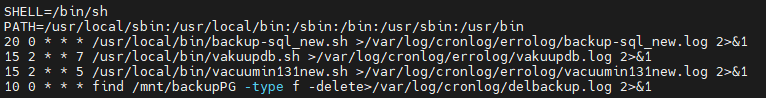 SHELL=/bin/sh
PATH=/usr/local/sbin:/usr/local/bin:/sbin:/bin:/usr/sbin:/usr/bin
20 0 * * * /usr/local/bin/backup-sql_new.sh >/var/log/cronlog/errolog/backup-sql_new.log 2>&1
15 2 * * 7 /usr/local/bin/vakuupdb.sh >/var/log/cronlog/errolog/vakuupdb.log 2>&1
15 2 * * 5 /usr/local/bin/vacuumin131new.sh >/var/log/cronlog/errolog/vacuumin131new.log 2>&1
10 0 * * * find /mnt/backupPG -type f -delete>/var/log/cronlog/delbackup.log 2>&1